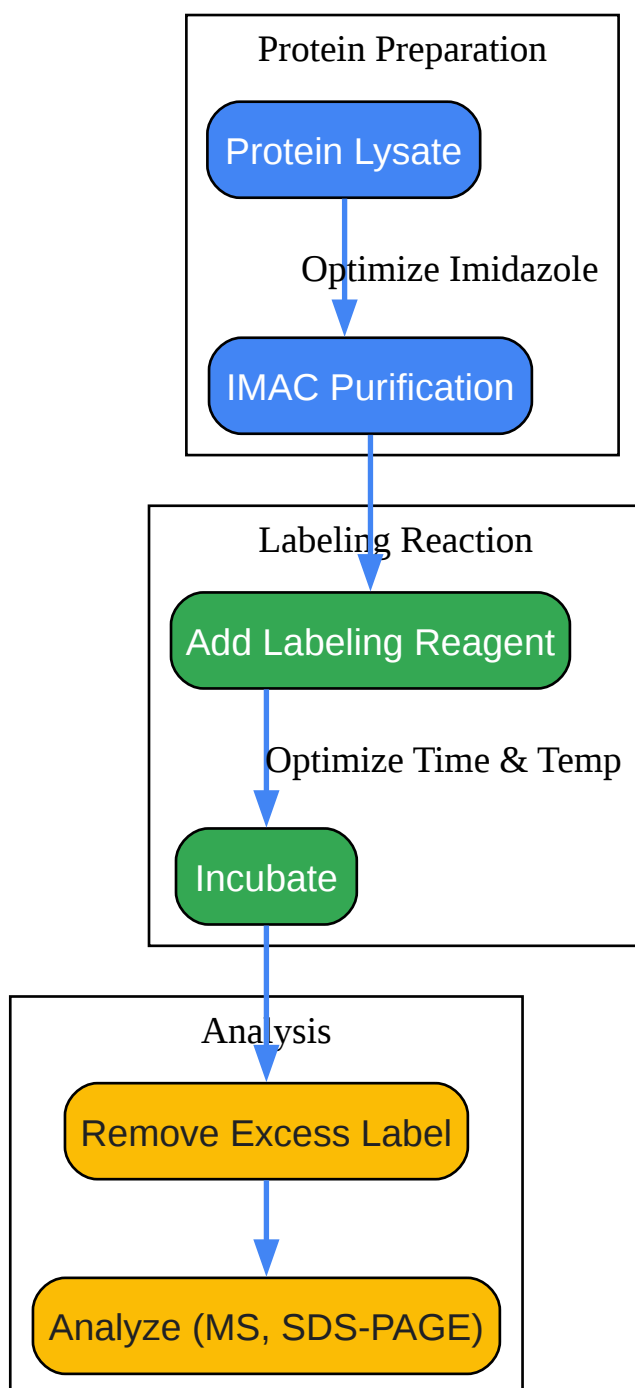 Protein Preparation
Protein Lysate
Optimize Imidazole
IMAC Purification
Labeling Reaction
Add Labeling Reagent
Optimize Time & Temp
Incubate
Analysis
Remove Excess Label
Analyze (MS, SDS-PAGE)